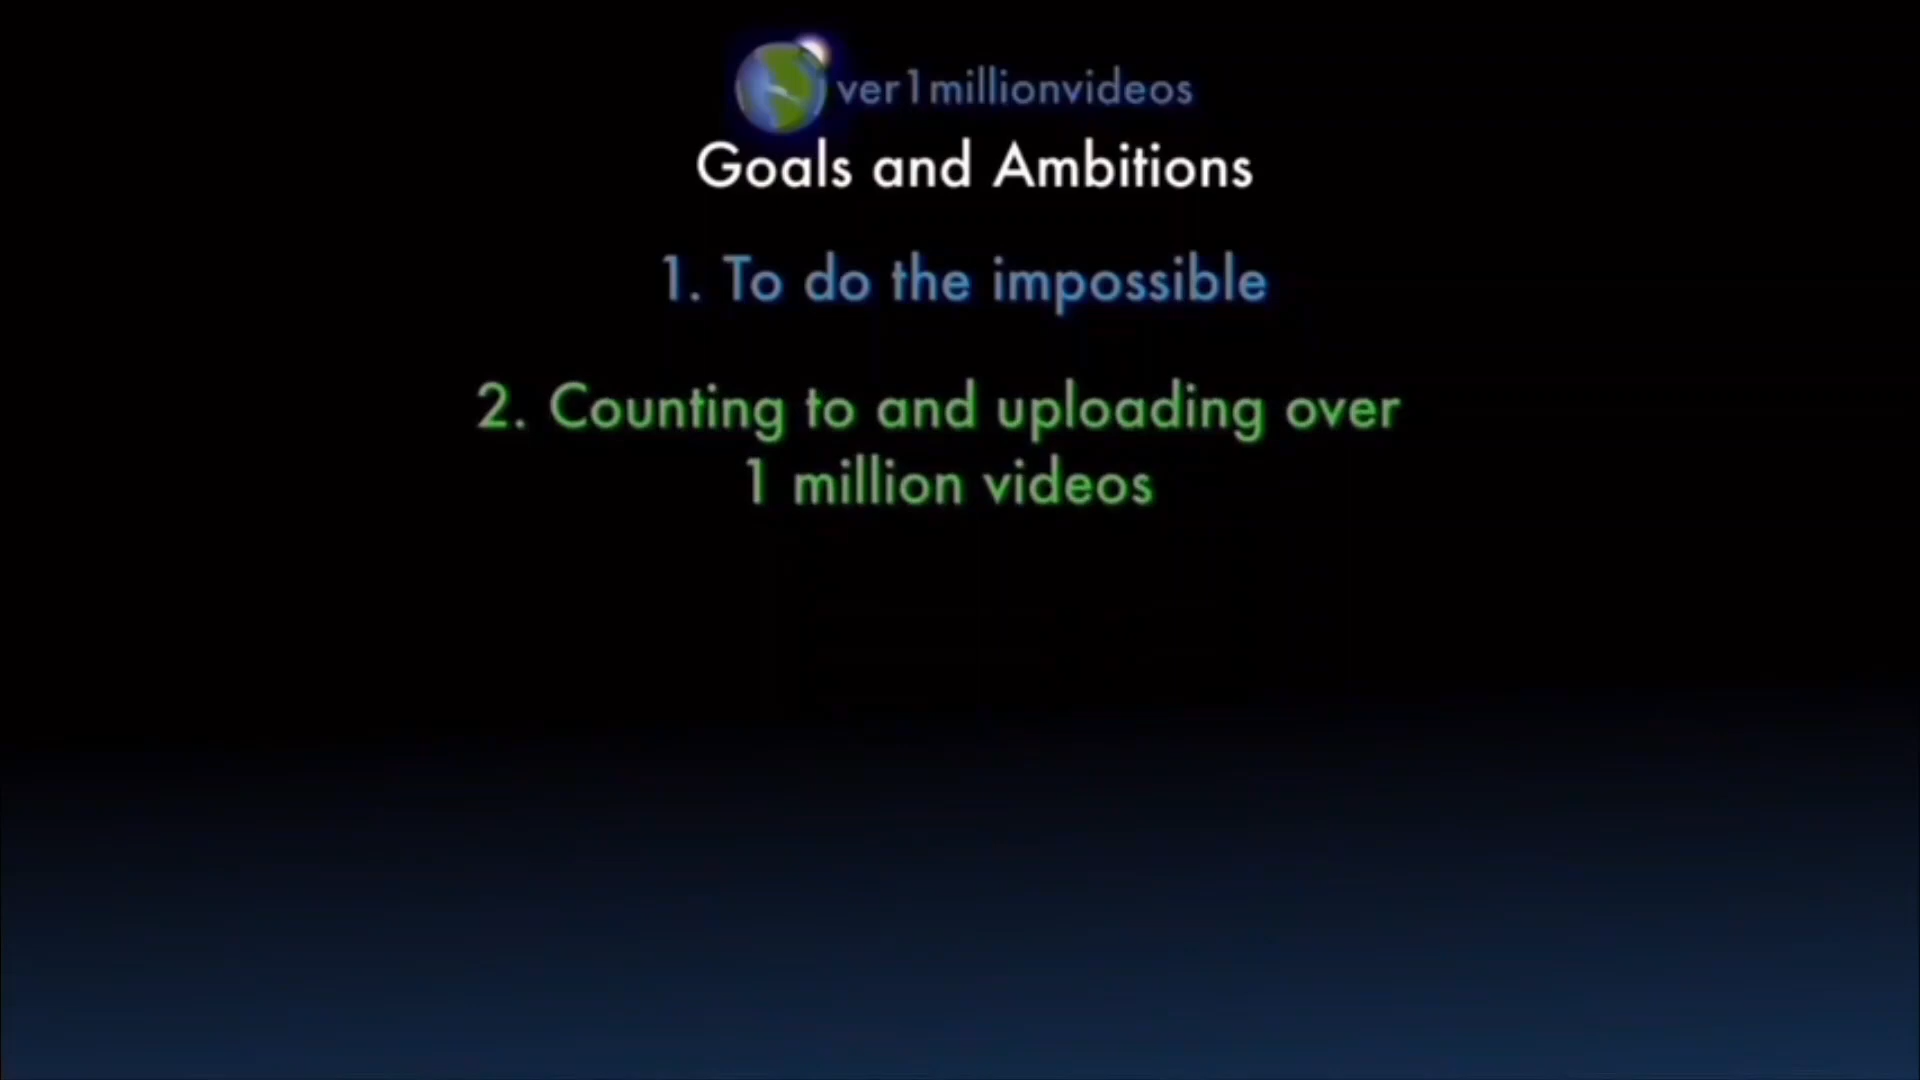 ver1millionvideos
Goals and Ambitions
1. To do the impossible
2. Counting to and uploading over
1 million videos